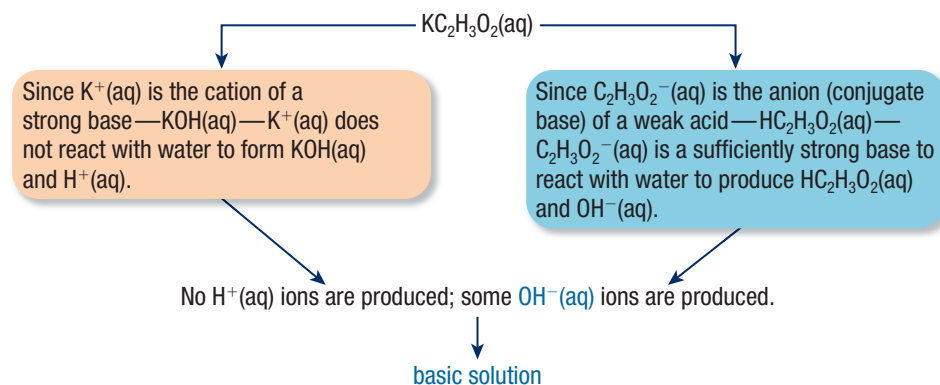 KC₂H₃O₂(aq)
Since K⁺(aq) is the cation of a
strong base—KOH(aq)—K⁺(aq) does
not react with water to form KOH(aq)
and H⁺(aq).
Since C₂H₃O₂⁻(aq) is the anion (conjugate
base) of a weak acid—HC₂H₃O₂(aq)—
C₂H₃O₂⁻(aq) is a sufficiently strong base to
react with water to produce HC₂H₃O₂(aq)
and OH⁻(aq).
No H⁺(aq) ions are produced; some OH⁻(aq) ions are produced.
basic solution